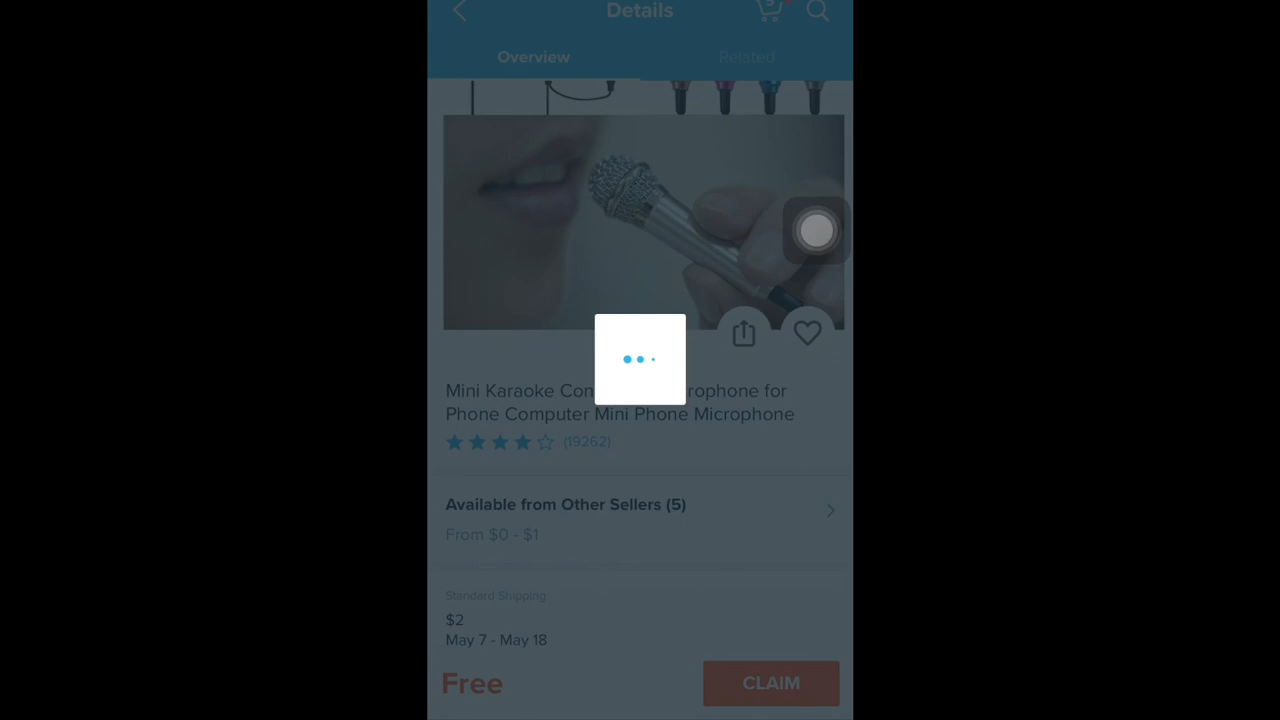 Details
5
Overview
Related
Mini Karaoke Con rophone for
Phone Computer Mini Phone Microphone
(19262)
Available from Other Sellers (5)
From $0 - $1
Standard Shipping
$2
May 7 - May 18
Free
CLAIM